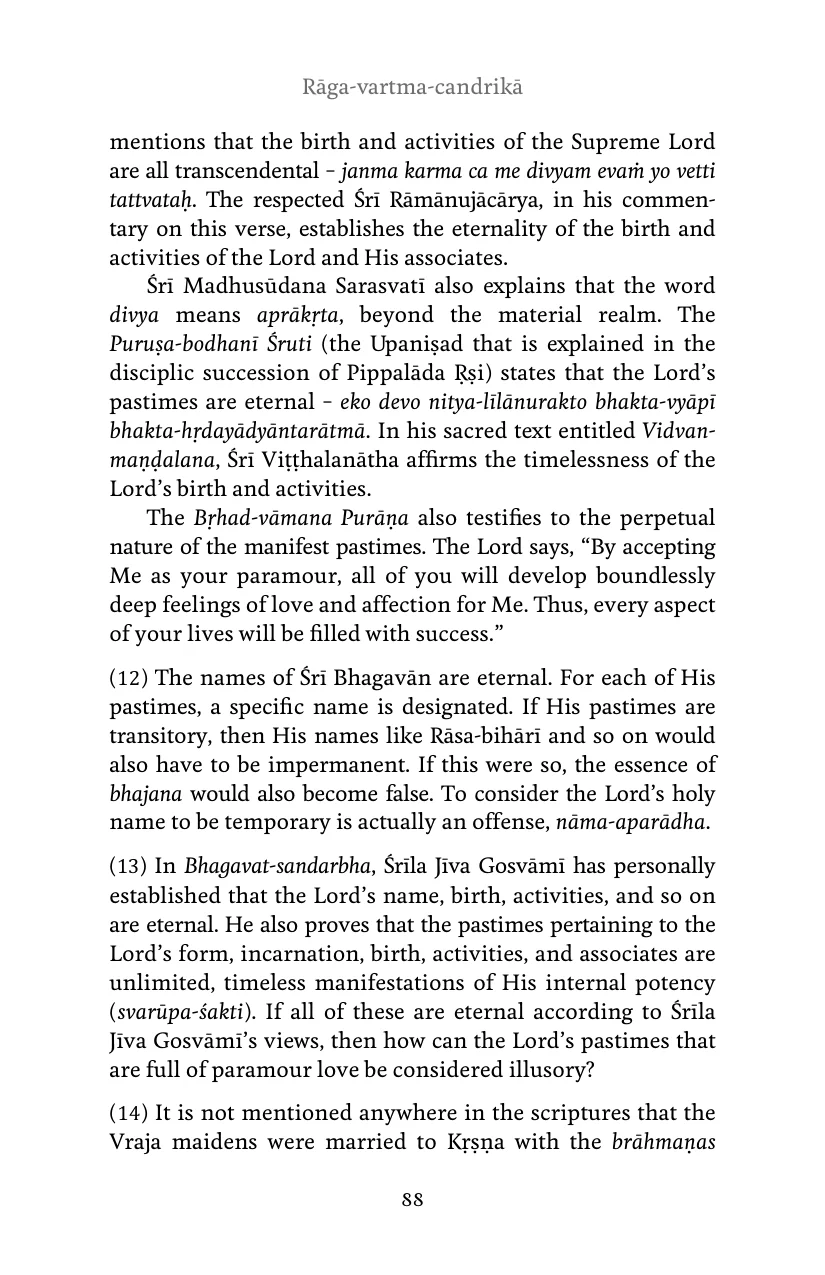 Rāga-vartma-candrikā
mentions that the birth and activities of the Supreme Lord
are all transcendental – janma karma ca me divyam evaṁ yo vetti
tattvataḥ. The respected Śrī Rāmānujācārya, in his commen-
tary on this verse, establishes the eternality of the birth and
activities of the Lord and His associates.
Śrī Madhusūdana Sarasvatī also explains that the word
divya means aprākṛta, beyond the material realm. The
Puruṣa-bodhanī Śruti (the Upaniṣad that is explained in the
disciplic succession of Pippalāda Ṛṣi) states that the Lord’s
pastimes are eternal – eko devo nitya-līlānurakto bhakta-vyāpī
bhakta-hṛdayādyāntarātmā. In his sacred text entitled Vidvan-
maṇḍalana, Śrī Viṭṭhalanātha affirms the timelessness of the
Lord’s birth and activities.
The Bṛhad-vāmana Purāṇa also testifies to the perpetual
nature of the manifest pastimes. The Lord says, “By accepting
Me as your paramour, all of you will develop boundlessly
deep feelings of love and affection for Me. Thus, every aspect
of your lives will be filled with success.”
(12) The names of Śrī Bhagavān are eternal. For each of His
pastimes, a specific name is designated. If His pastimes are
transitory, then His names like Rāsa-bihārī and so on would
also have to be impermanent. If this were so, the essence of
bhajana would also become false. To consider the Lord’s holy
name to be temporary is actually an offense, nāma-aparādha.
(13) In Bhagavat-sandarbha, Śrīla Jīva Gosvāmī has personally
established that the Lord’s name, birth, activities, and so on
are eternal. He also proves that the pastimes pertaining to the
Lord’s form, incarnation, birth, activities, and associates are
unlimited, timeless manifestations of His internal potency
(svarūpa-śakti). If all of these are eternal according to Śrīla
Jīva Gosvāmī’s views, then how can the Lord’s pastimes that
are full of paramour love be considered illusory?
(14) It is not mentioned anywhere in the scriptures that the
Vraja maidens were married to Kṛṣṇa with the brāhmaṇas
88